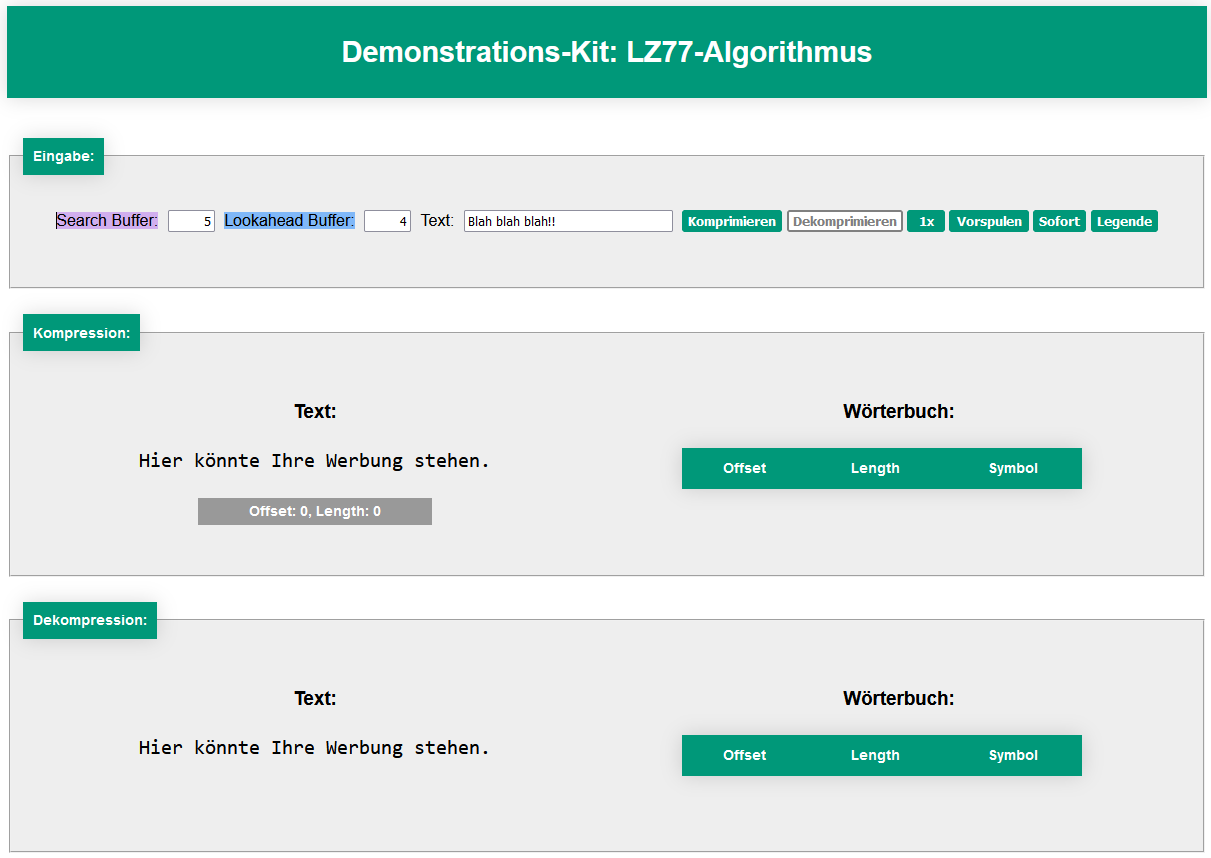 Demonstrations-Kit: LZ77-Algorithmus
Eingabe:
Search Buffer: 5 Lookahead Buffer: 4 Text: Blah blah blah!! Komprimieren Dekomprimieren 1x Vorspulen Sofort Legende
Kompression:
Text:
Hier könnte Ihre Werbung stehen.
Offset: 0, Length: 0
Wörterbuch:
Offset Length Symbol
Dekompression:
Text:
Hier könnte Ihre Werbung stehen.
Wörterbuch:
Offset Length Symbol